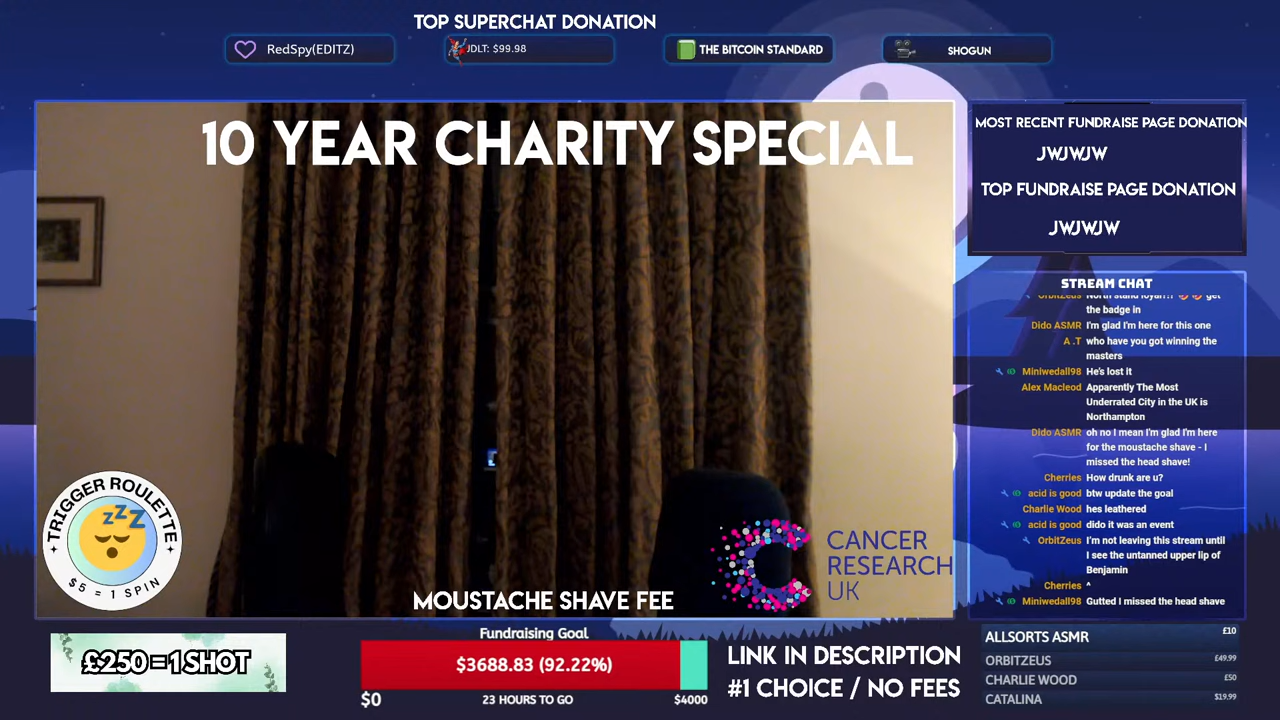 TOP SUPERCHAT DONATION
RedSpy(EDITZ)
JDLT: $99.98
THE BITCOIN STANDARD
SHOGUN
10 YEAR CHARITY SPECIAL
MOST RECENT FUNDRAISE PAGE DONATION
JWJWJW
TOP FUNDRAISE PAGE DONATION
JWJWJW
STREAM CHAT
OrbitZeus North stand loyal!!! get
the badge in
Dido ASMR I'm glad I'm here for this one
A .T who have you got winning the
masters
Miniwedall98 He's lost it
Alex Macleod Apparently The Most
Underrated City in the UK is
Northampton
Dido ASMR oh no I mean I'm glad I'm here
for the moustache shave - I
missed the head shave!
Cherries How drunk are u?
acid is good btw update the goal
Charlie Wood hes leathered
acid is good dido it was an event
OrbitZeus I'm not leaving this stream until
I see the untanned upper lip of
Benjamin
Cherries ^
Miniwedall98 Gutted I missed the head shave
TRIGGER ROULETTE
zzZ
$5 = 1 SPIN
CANCER
RESEARCH
UK
MOUSTACHE SHAVE FEE
£250 = 1 SHOT
Fundraising Goal
$3688.83 (92.22%)
$0
23 HOURS TO GO
$4000
LINK IN DESCRIPTION
#1 CHOICE / NO FEES
ALLSORTS ASMR £10
ORBITZEUS £49.99
CHARLIE WOOD £50
CATALINA $19.99